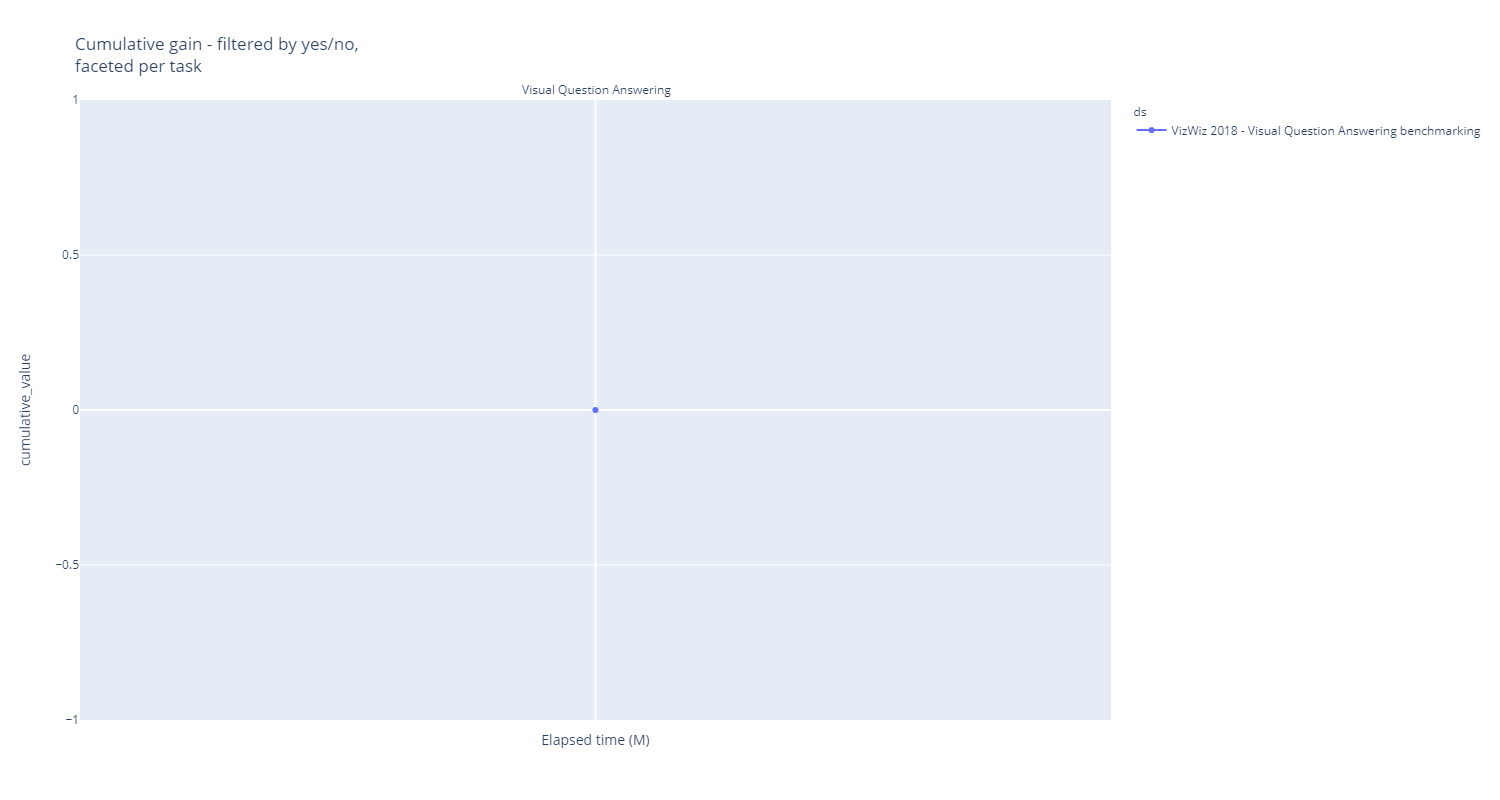 Cumulative gain - filtered by yes/no,
faceted per task
Visual Question Answering
1
0.5
0
−0.5
−1
cumulative_value
Elapsed time (M)
ds
VizWiz 2018 - Visual Question Answering benchmarking